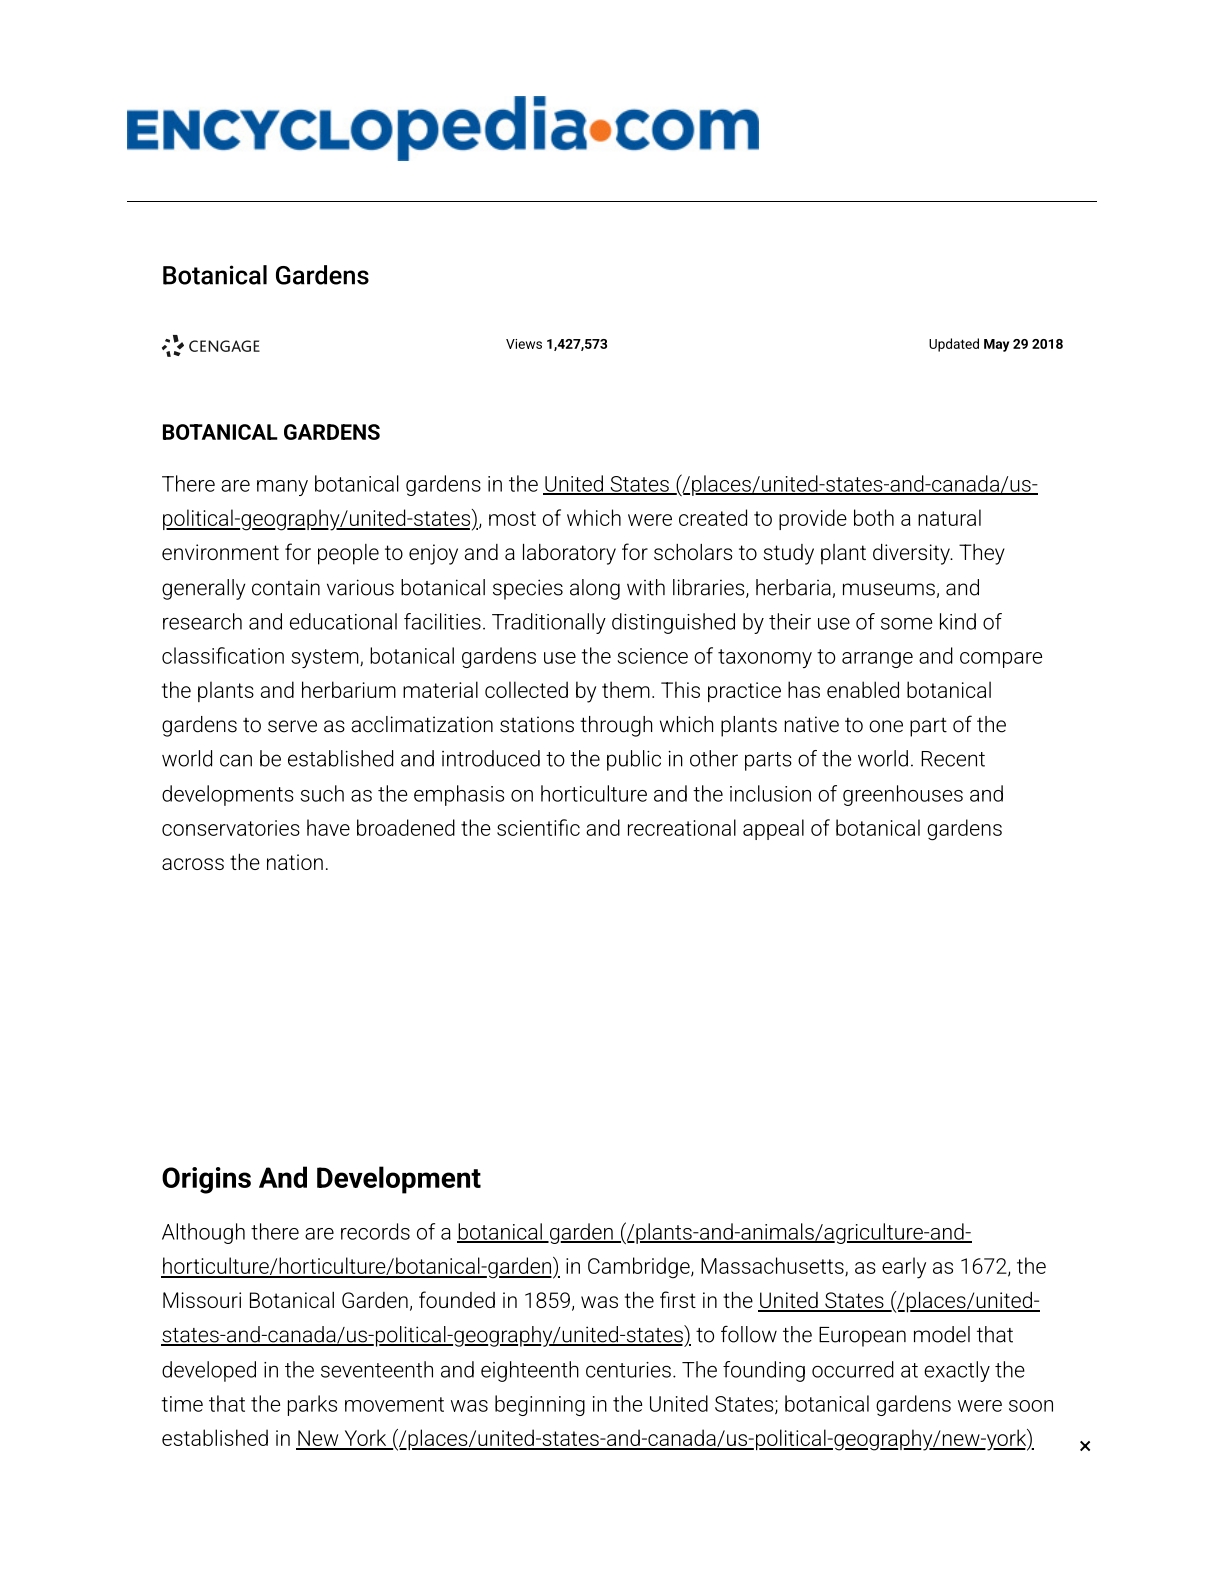 ENCYCLopedia.com
Botanical Gardens
CENGAGE
Views 1,427,573
Updated May 29 2018
BOTANICAL GARDENS
There are many botanical gardens in the United States (/places/united-states-and-canada/us-
political-geography/united-states), most of which were created to provide both a natural
environment for people to enjoy and a laboratory for scholars to study plant diversity. They
generally contain various botanical species along with libraries, herbaria, museums, and
research and educational facilities. Traditionally distinguished by their use of some kind of
classification system, botanical gardens use the science of taxonomy to arrange and compare
the plants and herbarium material collected by them. This practice has enabled botanical
gardens to serve as acclimatization stations through which plants native to one part of the
world can be established and introduced to the public in other parts of the world. Recent
developments such as the emphasis on horticulture and the inclusion of greenhouses and
conservatories have broadened the scientific and recreational appeal of botanical gardens
across the nation.
Origins And Development
Although there are records of a botanical garden (/plants-and-animals/agriculture-and-
horticulture/horticulture/botanical-garden) in Cambridge, Massachusetts, as early as 1672, the
Missouri Botanical Garden, founded in 1859, was the first in the United States (/places/united-
states-and-canada/us-political-geography/united-states) to follow the European model that
developed in the seventeenth and eighteenth centuries. The founding occurred at exactly the
time that the parks movement was beginning in the United States; botanical gardens were soon
established in New York (/places/united-states-and-canada/us-political-geography/new-york)
×